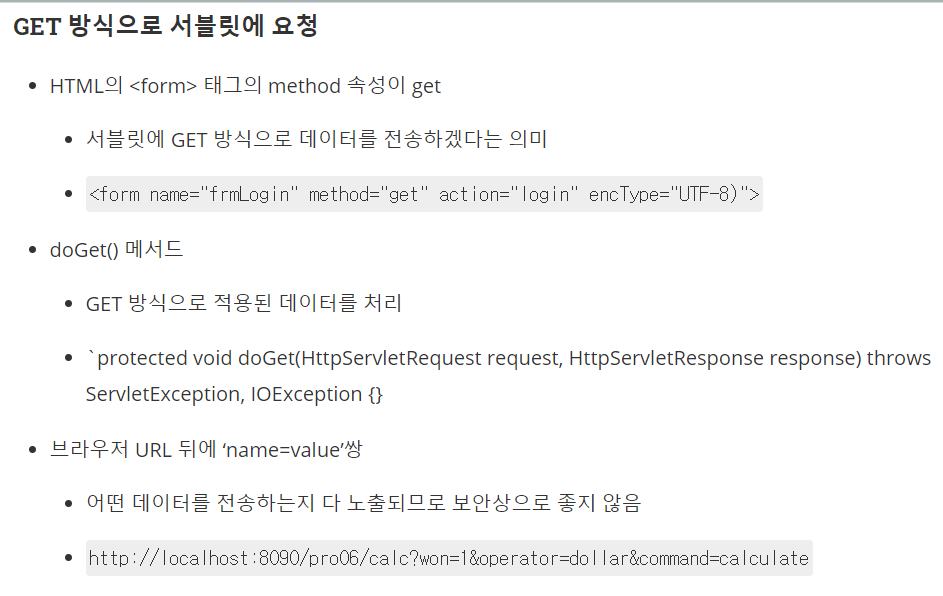 GET 방식으로 서블릿에 요청
HTML의 <form> 태그의 method 속성이 get
서블릿에 GET 방식으로 데이터를 전송하겠다는 의미
<form name="frmLogin" method="get" action="login" encType="UTF-8)">
doGet() 메서드
GET 방식으로 적용된 데이터를 처리
`protected void doGet(HttpServletRequest request, HttpServletResponse response) throws
ServletException, IOException {}
브라우저 URL 뒤에 ‘name=value’쌍
어떤 데이터를 전송하는지 다 노출되므로 보안상으로 좋지 않음
http://localhost:8090/pro06/calc?won=1&operator=dollar&command=calculate